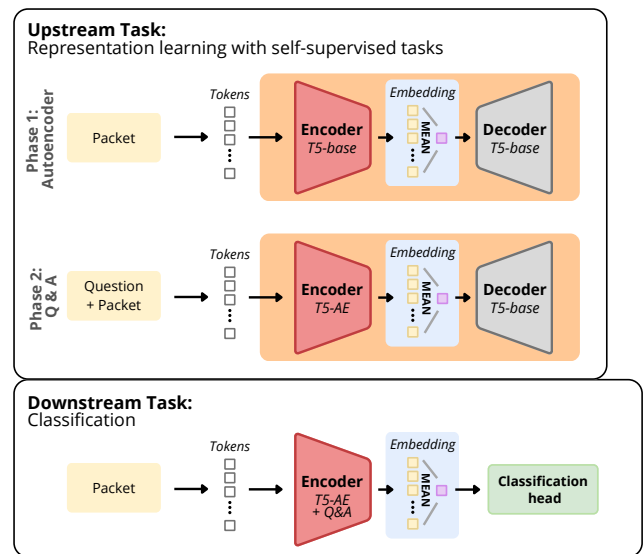 Upstream Task:
Representation learning with self-supervised tasks
Phase 1:
Autoencoder
Packet
Tokens
Encoder
T5-base
Embedding
MEAN
Decoder
T5-base
Phase 2:
Q & A
Question
+ Packet
Tokens
Encoder
T5-AE
Embedding
MEAN
Decoder
T5-base
Downstream Task:
Classification
Packet
Tokens
Encoder
T5-AE
+ Q&A
Embedding
MEAN
Classification
head